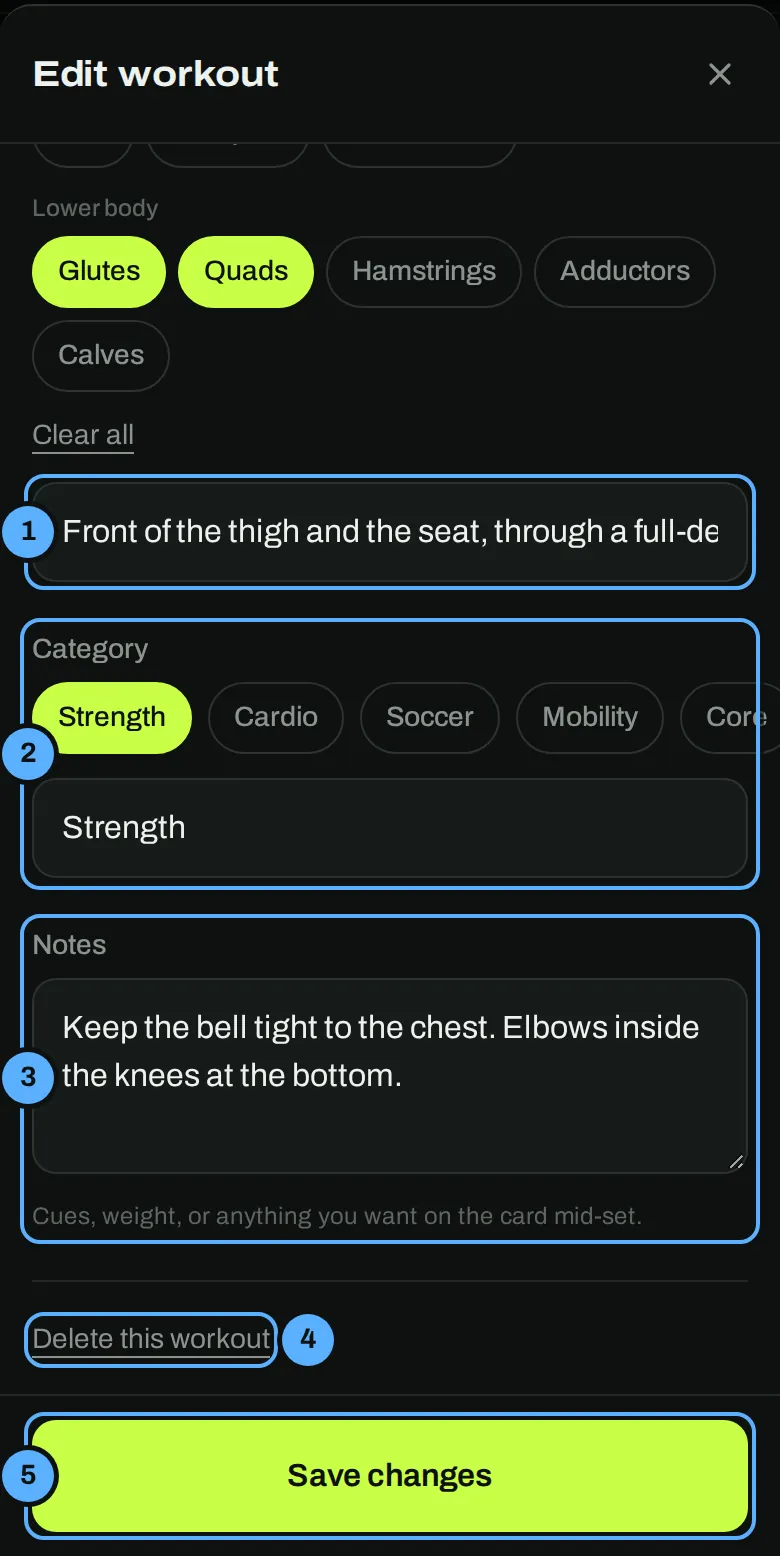 Edit workout
Lower body
Glutes Quads Hamstrings Adductors
Calves
Clear all
1 Front of the thigh and the seat, through a full-de
Category
Strength Cardio Soccer Mobility Core
2
Strength
Notes
Keep the bell tight to the chest. Elbows inside
3 the knees at the bottom.
Cues, weight, or anything you want on the card mid-set.
Delete this workout 4
5 Save changes